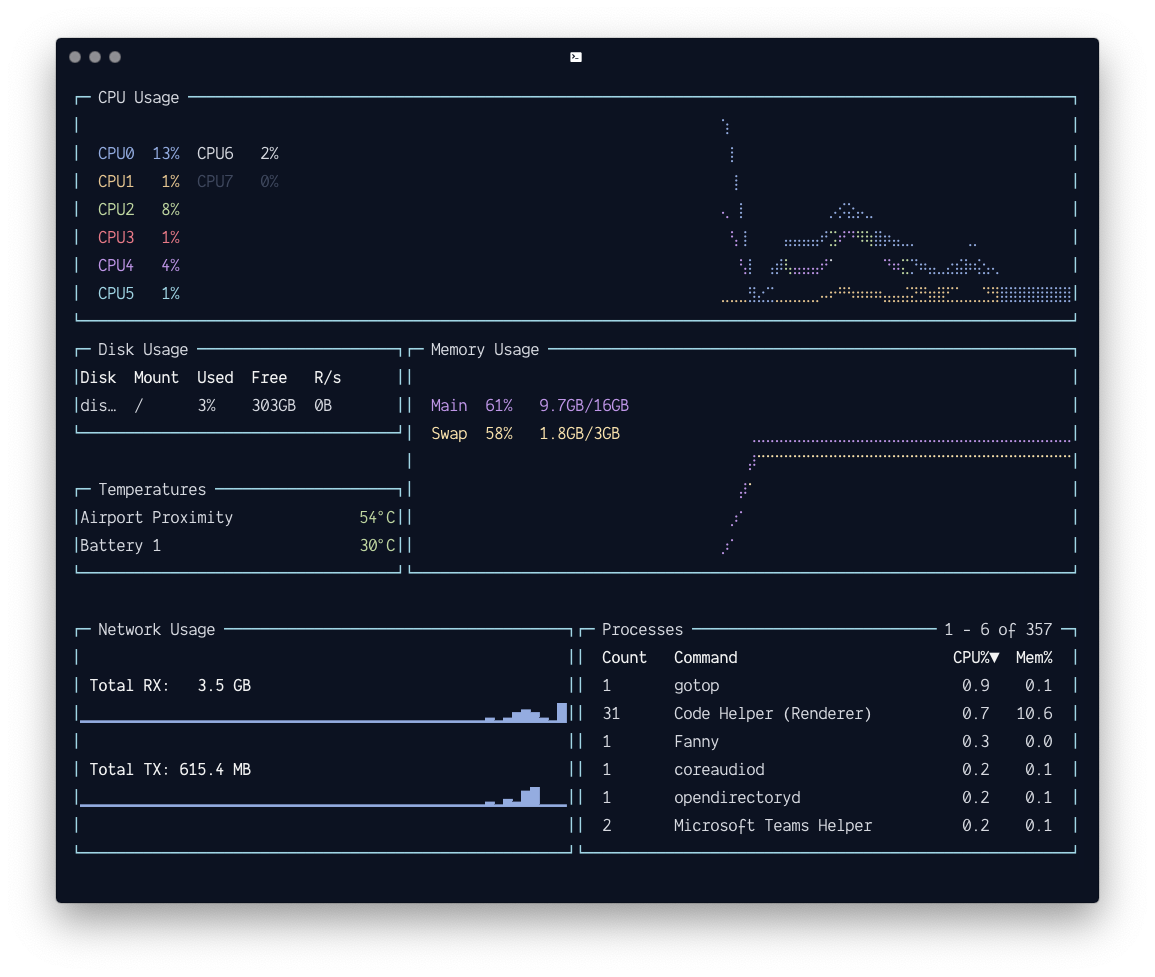 CPU Usage
CPU0 13% CPU6 2%
CPU1 1% CPU7 0%
CPU2 8%
CPU3 1%
CPU4 4%
CPU5 1%
Disk Usage
Disk Mount Used Free R/s
dis… / 3% 303GB 0B
Memory Usage
Main 61% 9.7GB/16GB
Swap 58% 1.8GB/3GB
Temperatures
Airport Proximity 54°C
Battery 1 30°C
Network Usage
Total RX: 3.5 GB
Total TX: 615.4 MB
Processes 1 - 6 of 357
Count Command CPU%▼ Mem%
1 gotop 0.9 0.1
31 Code Helper (Renderer) 0.7 10.6
1 Fanny 0.3 0.0
1 coreaudiod 0.2 0.1
1 opendirectoryd 0.2 0.1
2 Microsoft Teams Helper 0.2 0.1